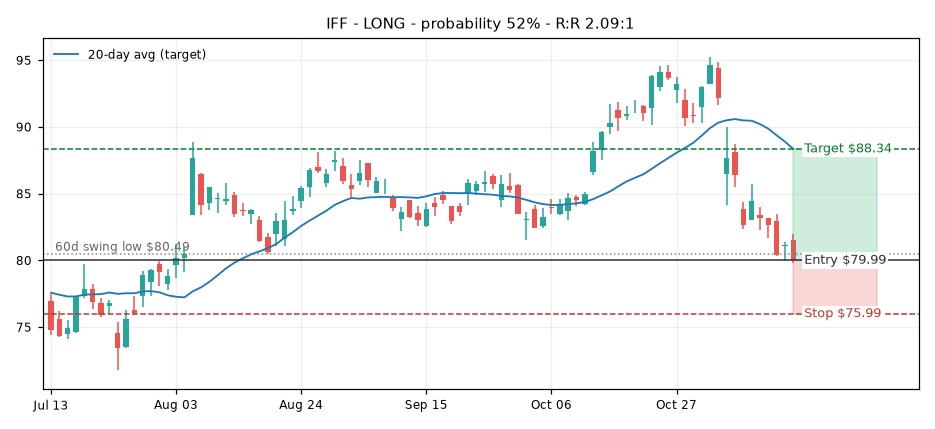 IFF - LONG - probability 52% - R:R 2.09:1
20-day avg (target)
95
90
Target $88.34
85
60d swing low $80.49
80
Entry $79.99
Stop $75.99
75
Jul 13
Aug 03
Aug 24
Sep 15
Oct 06
Oct 27